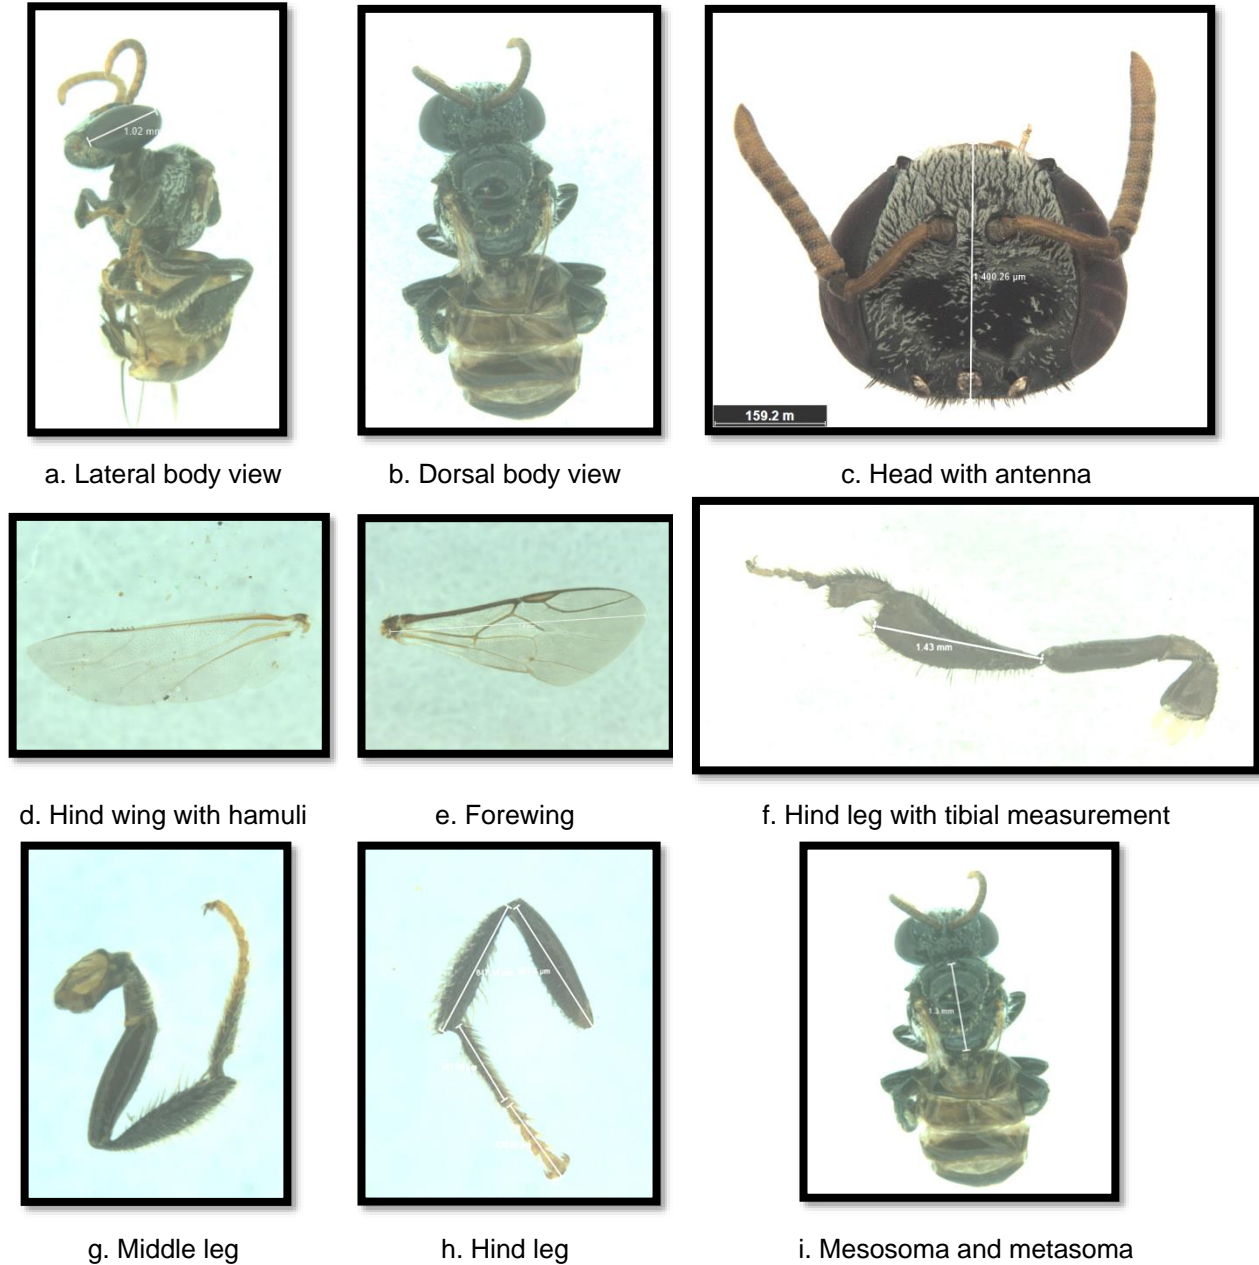 1.02 mm
1,400.26 µm
159.2 m
a. Lateral body view
b. Dorsal body view
c. Head with antenna
1.43 mm
d. Hind wing with hamuli
e. Forewing
f. Hind leg with tibial measurement
µm
1.3 mm
g. Middle leg
h. Hind leg
i. Mesosoma and metasoma